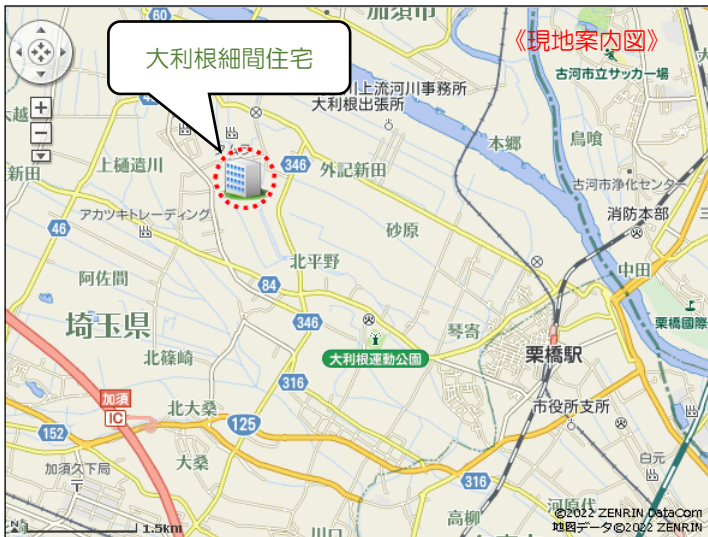 加須市
《現地案内図》
大利根細間住宅
古河市立サッカー場
川上流河川事務所
大利根出張所
本郷
鳥喰
346
外記新田
上樋遣川
新田
古河市浄化センター
アカツキトレーディング
消防本部
46
砂原
北平野
中田
阿佐間
84
埼玉県
346
琴寄
栗橋國際
北篠崎
大利根運動公園
栗橋駅
316
加須
IC
北大桑
125
市役所支所
152
大桑
加須久下局
白元
316
1.5km
川口
高柳
河原代
©2022 ZENRIN DataCom
地図データ©2022 ZENRIN